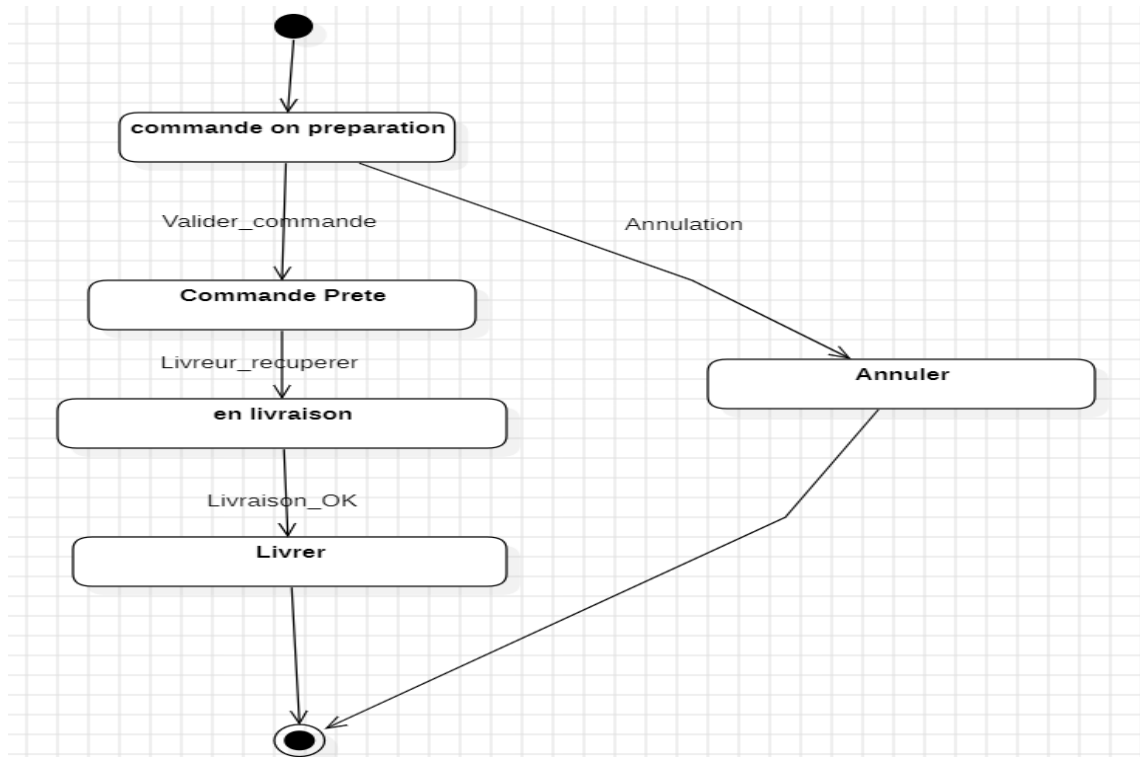 commande on preparation
Valider_commande
Annulation
Commande Prete
Livreur_recuperer
Annuler
en livraison
Livraison_OK
Livrer